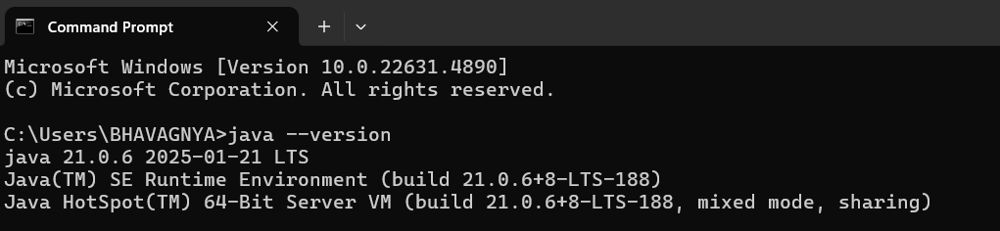 Command Prompt
Microsoft Windows [Version 10.0.22631.4890]
(c) Microsoft Corporation. All rights reserved.
C:\Users\BHAVAGNYA>java --version
java 21.0.6 2025-01-21 LTS
Java(TM) SE Runtime Environment (build 21.0.6+8-LTS-188)
Java HotSpot(TM) 64-Bit Server VM (build 21.0.6+8-LTS-188, mixed mode, sharing)